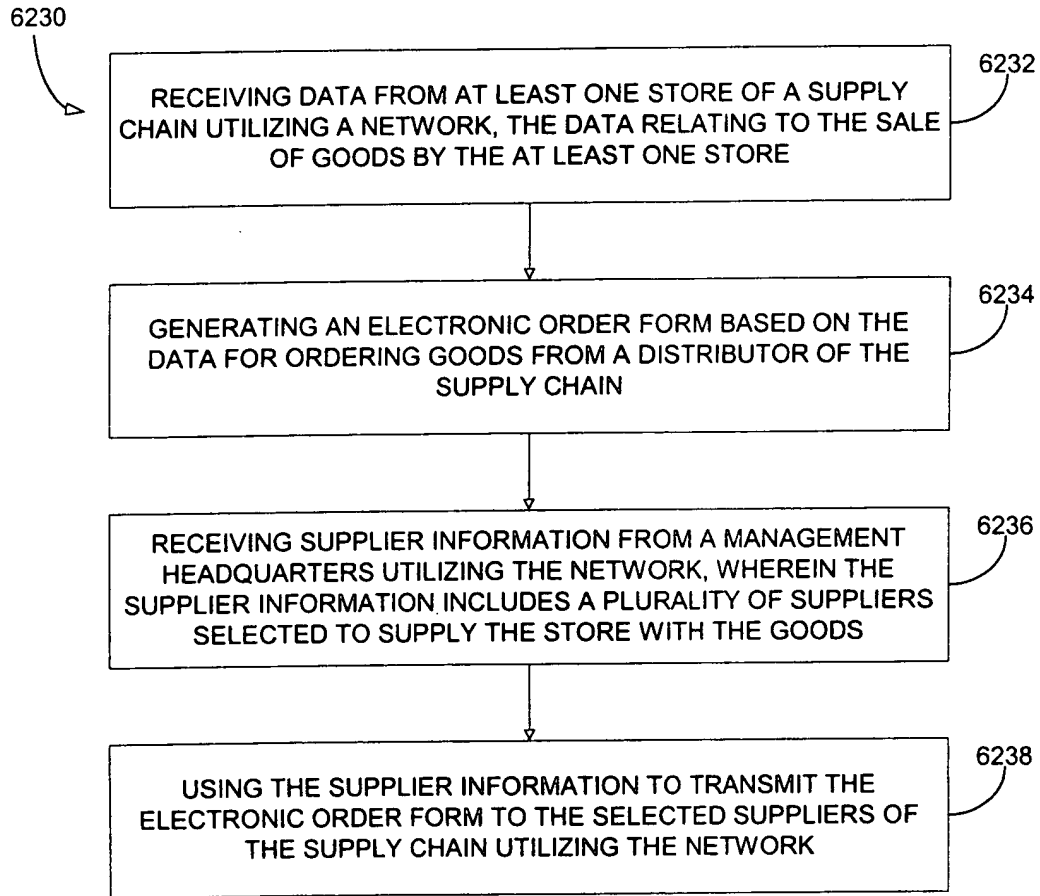 6230
6232
RECEIVING DATA FROM AT LEAST ONE STORE OF A SUPPLY
CHAIN UTILIZING A NETWORK, THE DATA RELATING TO THE SALE
OF GOODS BY THE AT LEAST ONE STORE
6234
GENERATING AN ELECTRONIC ORDER FORM BASED ON THE
DATA FOR ORDERING GOODS FROM A DISTRIBUTOR OF THE
SUPPLY CHAIN
6236
RECEIVING SUPPLIER INFORMATION FROM A MANAGEMENT
HEADQUARTERS UTILIZING THE NETWORK, WHEREIN THE
SUPPLIER INFORMATION INCLUDES A PLURALITY OF SUPPLIERS
SELECTED TO SUPPLY THE STORE WITH THE GOODS
6238
USING THE SUPPLIER INFORMATION TO TRANSMIT THE
ELECTRONIC ORDER FORM TO THE SELECTED SUPPLIERS OF
THE SUPPLY CHAIN UTILIZING THE NETWORK